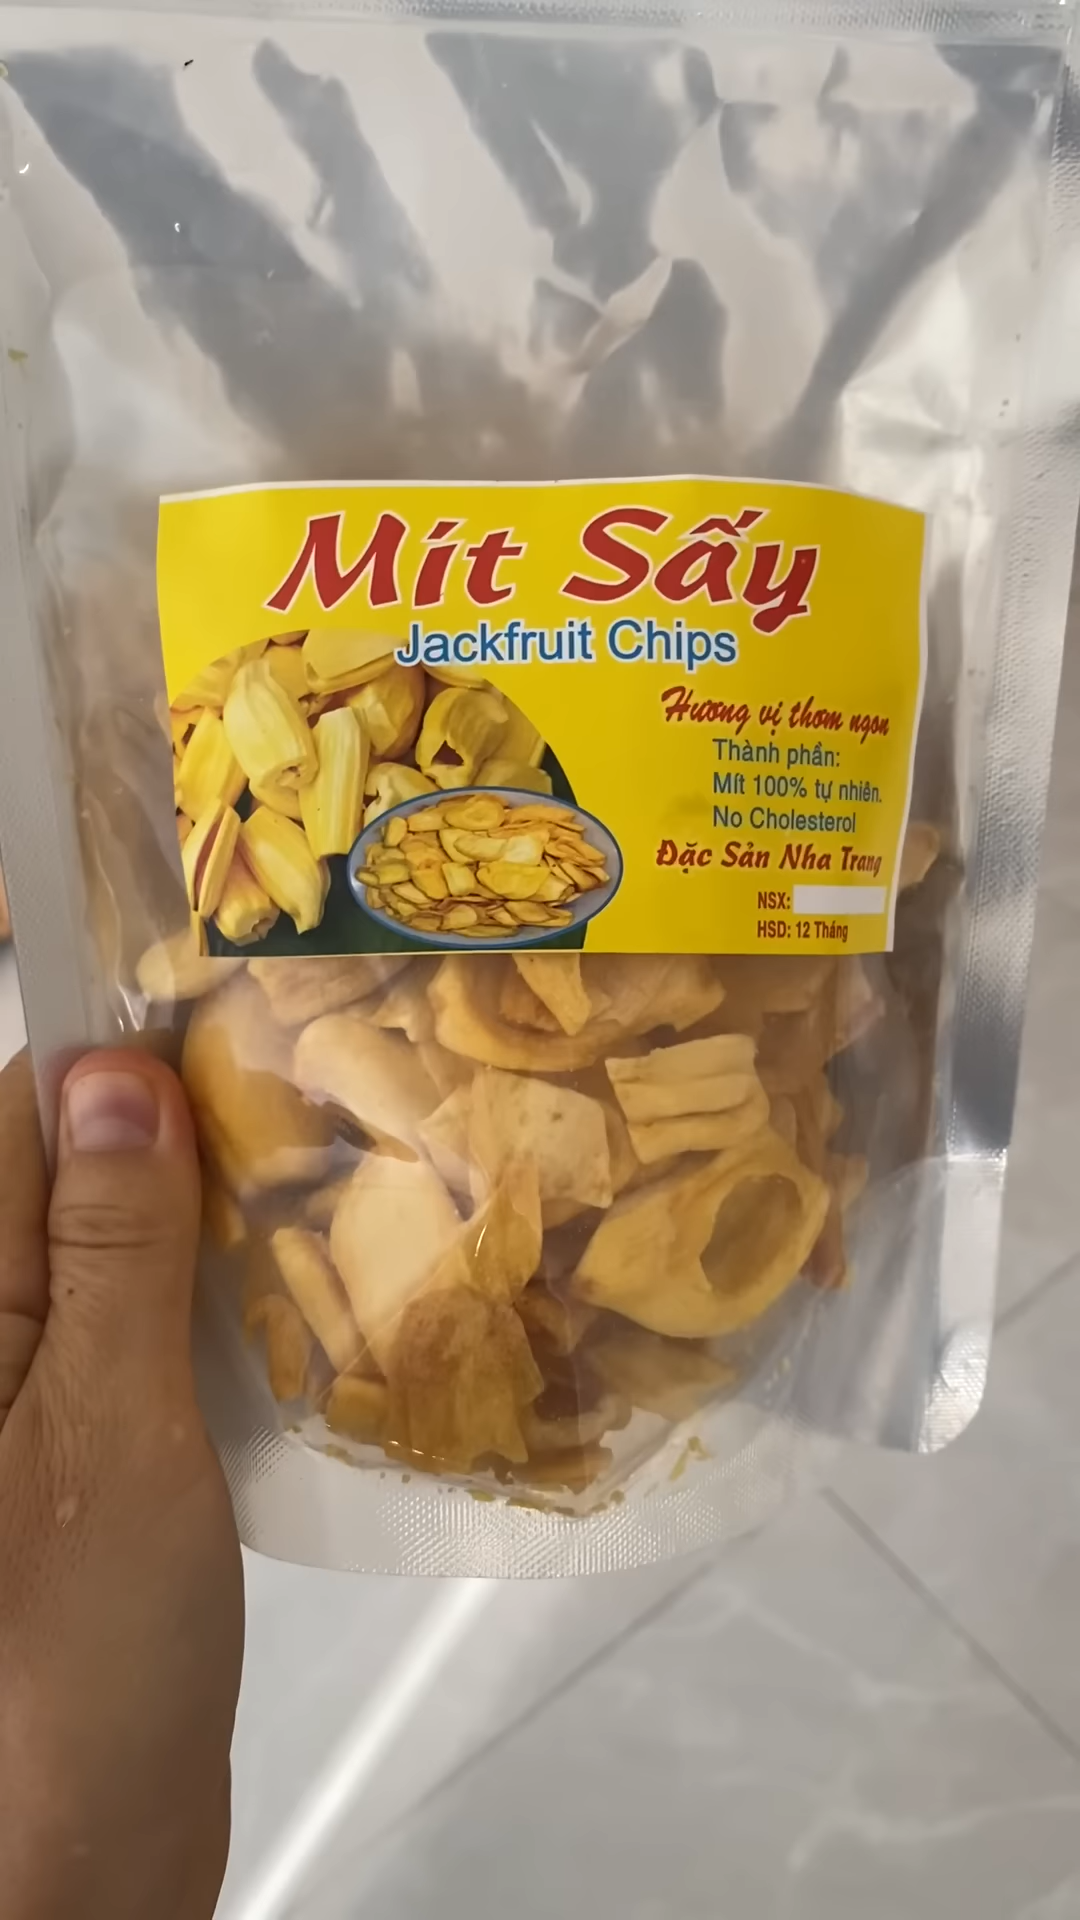 Mít Sấy
Jackfruit Chips
Hương vị thơm ngon
Thành phần:
Mít 100% tự nhiên.
No Cholesterol
Đặc Sản Nha Trang
NSX:
HSD: 12 Tháng